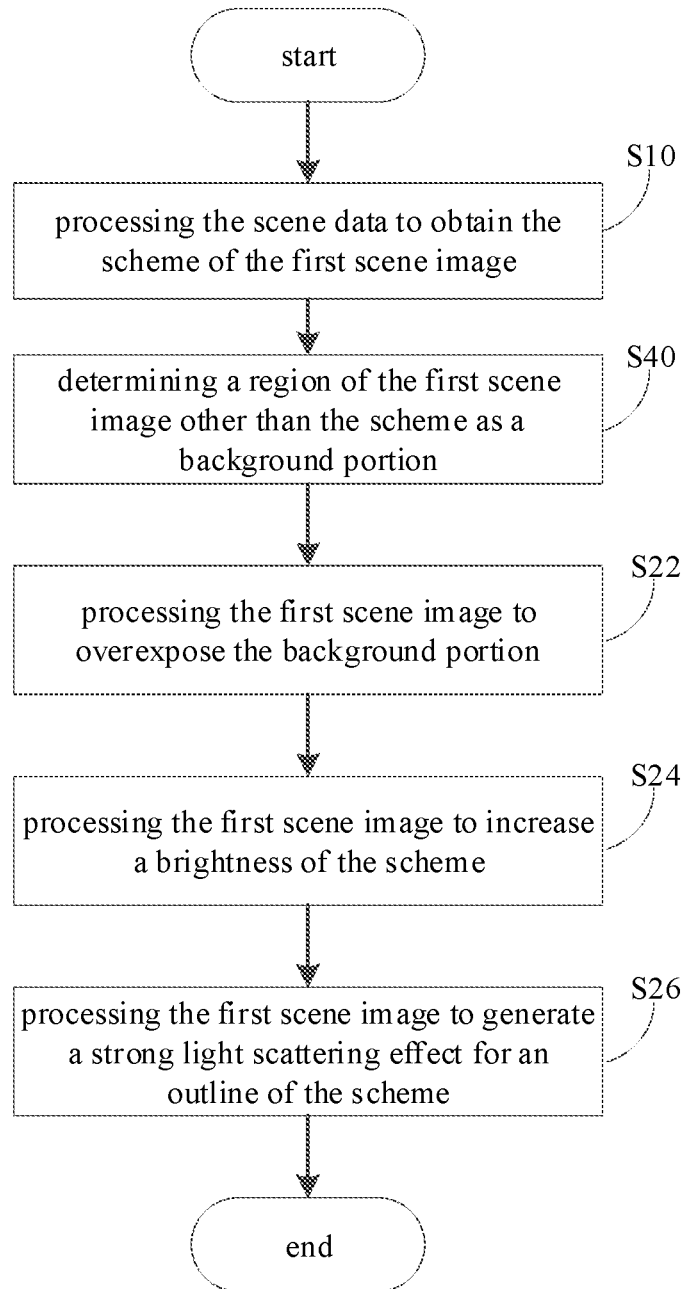 start
S10
processing the scene data to obtain the
scheme of the first scene image
S40
determining a region of the first scene
image other than the scheme as a
background portion
S22
processing the first scene image to
overexpose the background portion
S24
processing the first scene image to increase
a brightness of the scheme
S26
processing the first scene image to generate
a strong light scattering effect for an
outline of the scheme
end